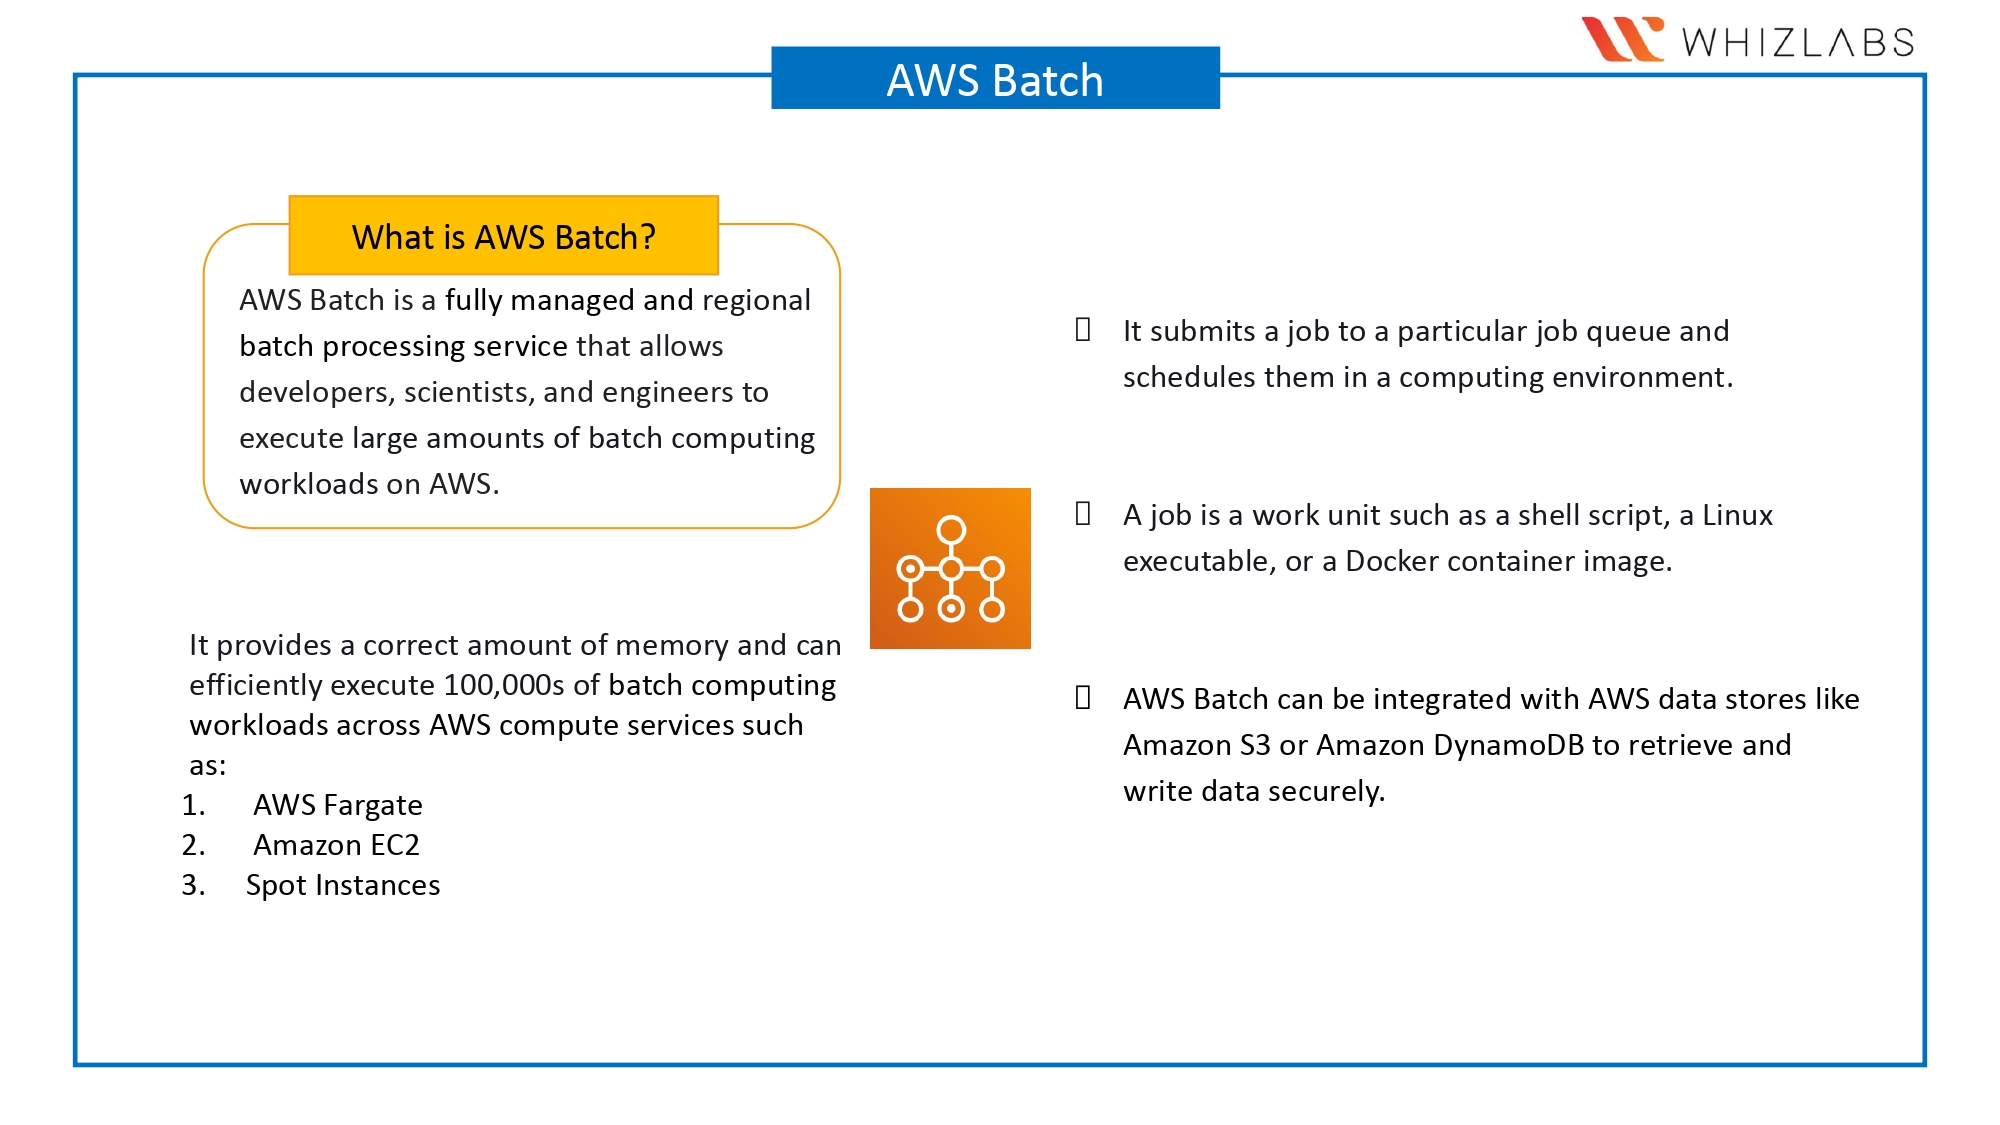 WHIZLABS
AWS Batch
What is AWS Batch?
AWS Batch is a fully managed and regional
batch processing service that allows
developers, scientists, and engineers to
execute large amounts of batch computing
workloads on AWS.
It provides a correct amount of memory and can
efficiently execute 100,000s of batch computing
workloads across AWS compute services such
as:
1. AWS Fargate
2. Amazon EC2
3. Spot Instances
It submits a job to a particular job queue and
schedules them in a computing environment.
A job is a work unit such as a shell script, a Linux
executable, or a Docker container image.
AWS Batch can be integrated with AWS data stores like
Amazon S3 or Amazon DynamoDB to retrieve and
write data securely.